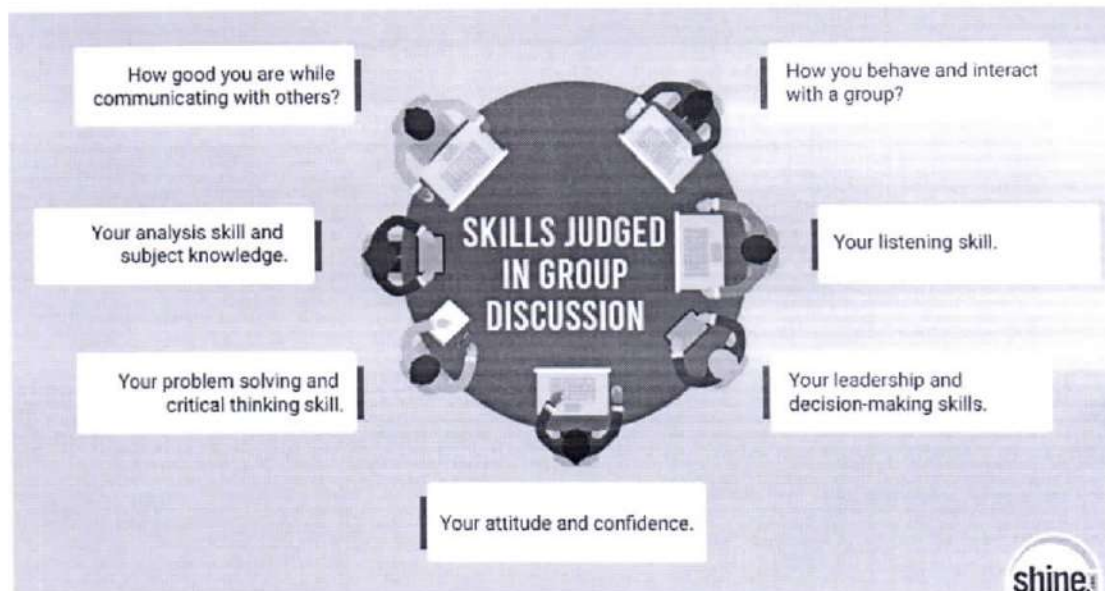 How good you are while
communicating with others?
How you behave and interact
with a group?
Your analysis skill and
subject knowledge.
SKILLS JUDGED
IN GROUP
DISCUSSION
Your listening skill.
Your problem solving and
critical thinking skill.
Your leadership and
decision-making skills.
Your attitude and confidence.
shine